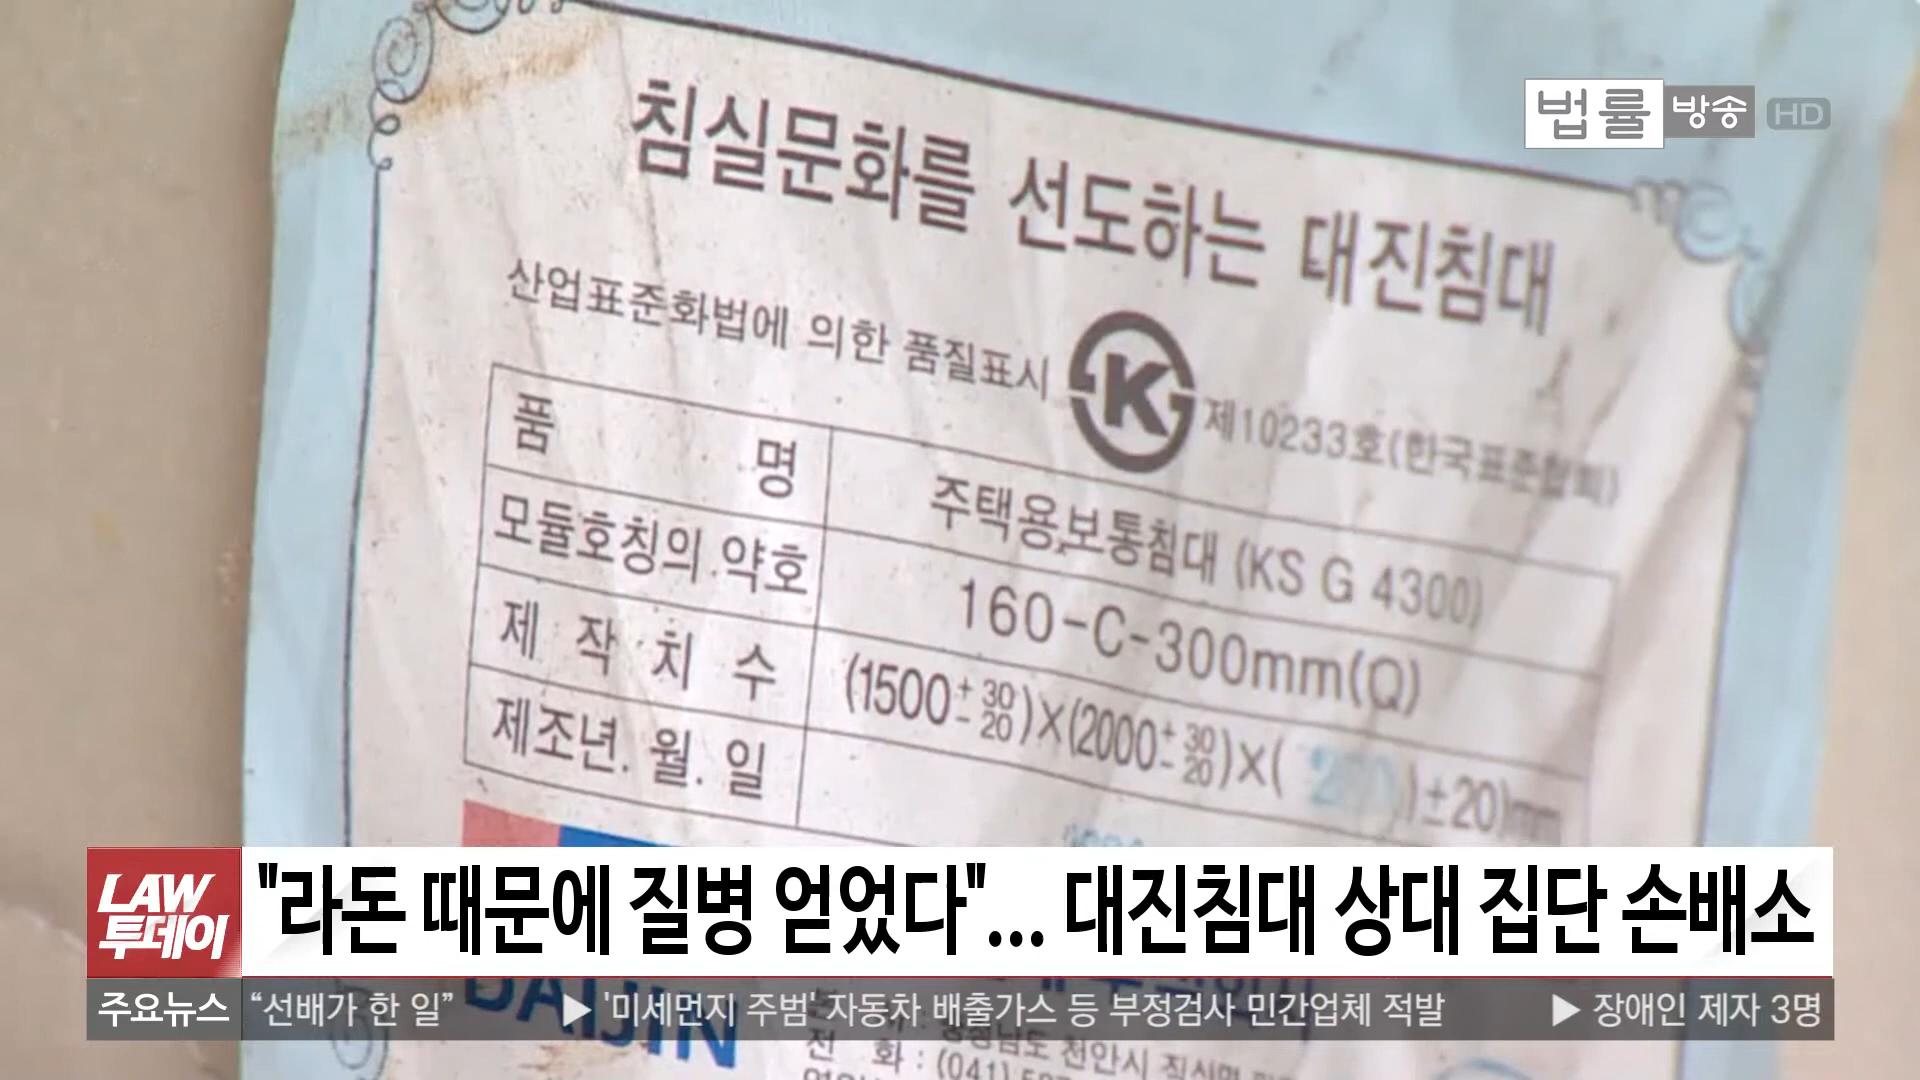 법률방송 HD
침실문화를 선도하는 대진침대
산업표준화법에 의한 품질표시 K 제10233호(한국표준협회)
품 명 주택용보통침대 (KS G 4300)
모듈호칭의 약호 160-C-300mm(Q)
제 작 치 수 (1500+30-20)X(2000+30-20)X( )±20)mm
제조년. 월. 일
LAW 투데이
"라돈 때문에 질병 얻었다"... 대진침대 상대 집단 손배소
주요뉴스 “선배가 한 일” ▶ '미세먼지 주범' 자동차 배출가스 등 부정검사 민간업체 적발 ▶ 장애인 제자 3명
DAIJIN
전 화 : (041)